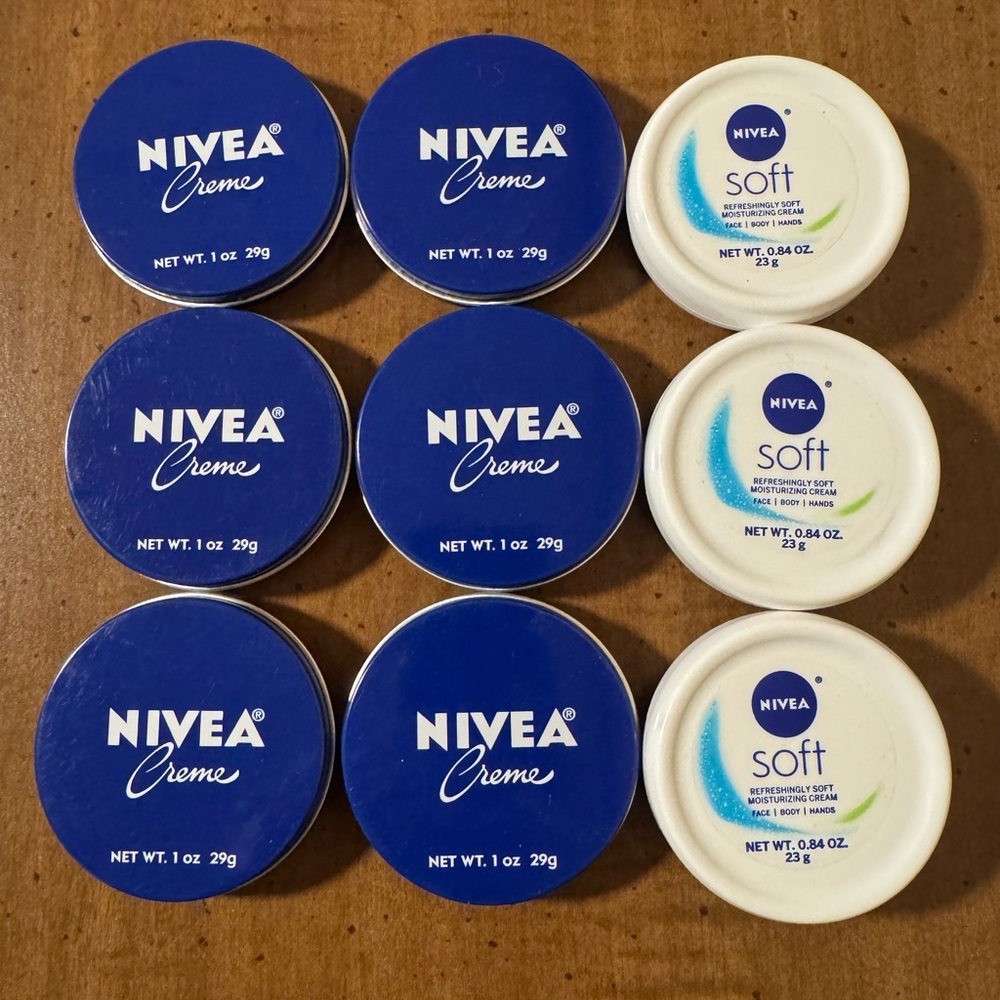 NIVEA®
Creme
NET WT. 1 oz 29g
NIVEA®
Creme
NET WT. 1 oz 29g
NIVEA®
soft
REFRESHINGLY SOFT
MOISTURIZING CREAM
FACE | BODY | HANDS
NET WT. 0.84 OZ.
23 g
NIVEA®
Creme
NET WT. 1 oz 29g
NIVEA®
Creme
NET WT. 1 oz 29g
NIVEA®
soft
REFRESHINGLY SOFT
MOISTURIZING CREAM
FACE | BODY | HANDS
NET WT. 0.84 OZ.
23 g
NIVEA®
Creme
NET WT. 1 oz 29g
NIVEA®
Creme
NET WT. 1 oz 29g
NIVEA®
soft
REFRESHINGLY SOFT
MOISTURIZING CREAM
FACE | BODY | HANDS
NET WT. 0.84 OZ.
23 g